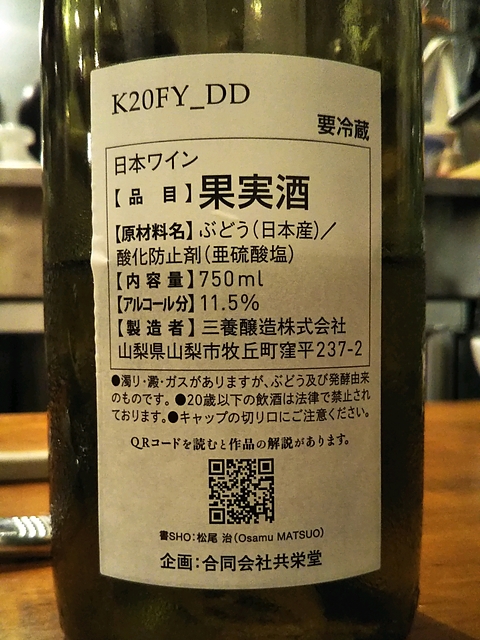 K20FY_DD
要冷蔵
日本ワイン
【品 目】果実酒
【原材料名】ぶどう（日本産）／
酸化防止剤（亜硫酸塩）
【内容量】750ml
【アルコール分】11.5%
【製造者】三養醸造株式会社
山梨県山梨市牧丘町窪平237-2
●濁リ・澱・ガスがありますが、ぶどう及び発酵由来
のものです。●20歳以下の飲酒は法律で禁止され
ております。●キャップの切り口にご注意ください。
QRコードを読むと作品の解説があります。
書SHO：松尾 治（Osamu MATSUO）
企画：合同会社共栄堂